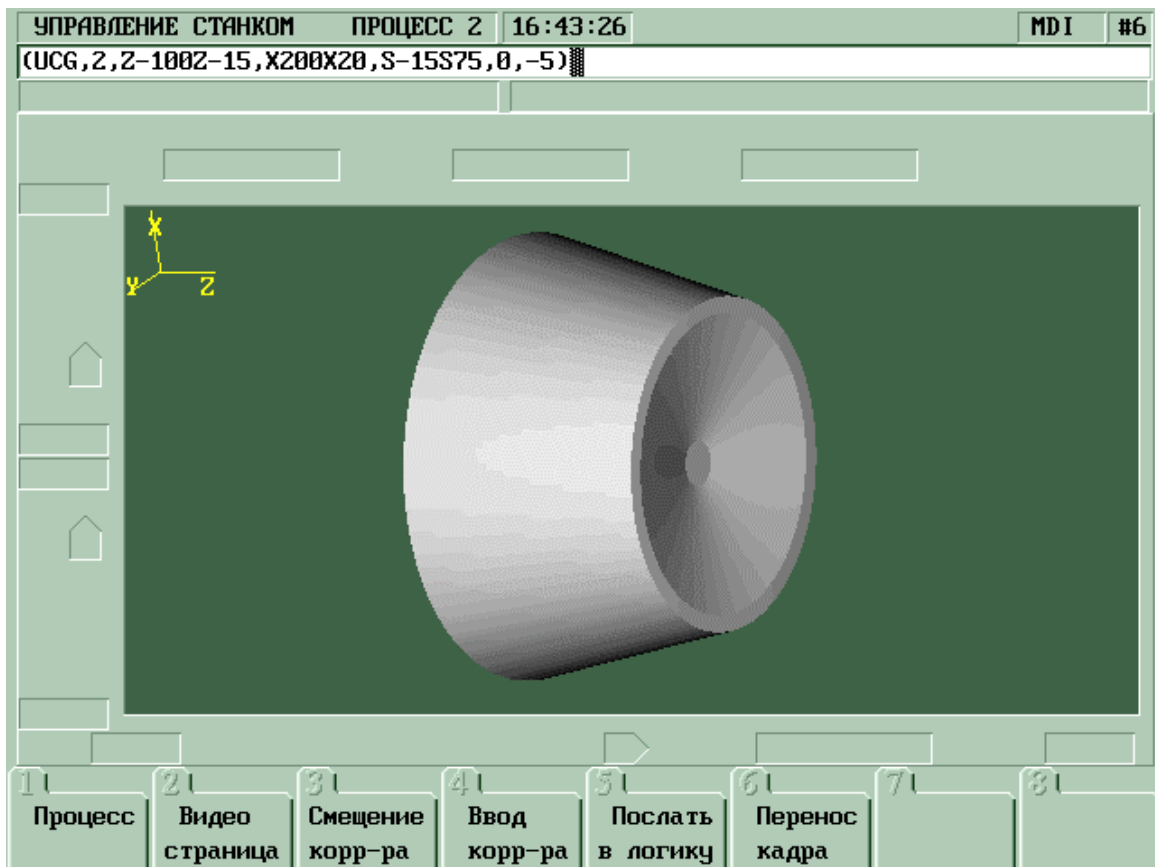 УПРАВЛЕНИЕ СТАНКОМ ПРОЦЕСС 2 16:43:26 MDI #6
(UCG,2,Z-100Z-15,X200X20,S-15S75,0,-5)
X
Y Z
1 2 3 4 5 6 7 8
Процесс Видео Смещение Ввод Послать Перенос
страница корр-ра корр-ра в логику кадра